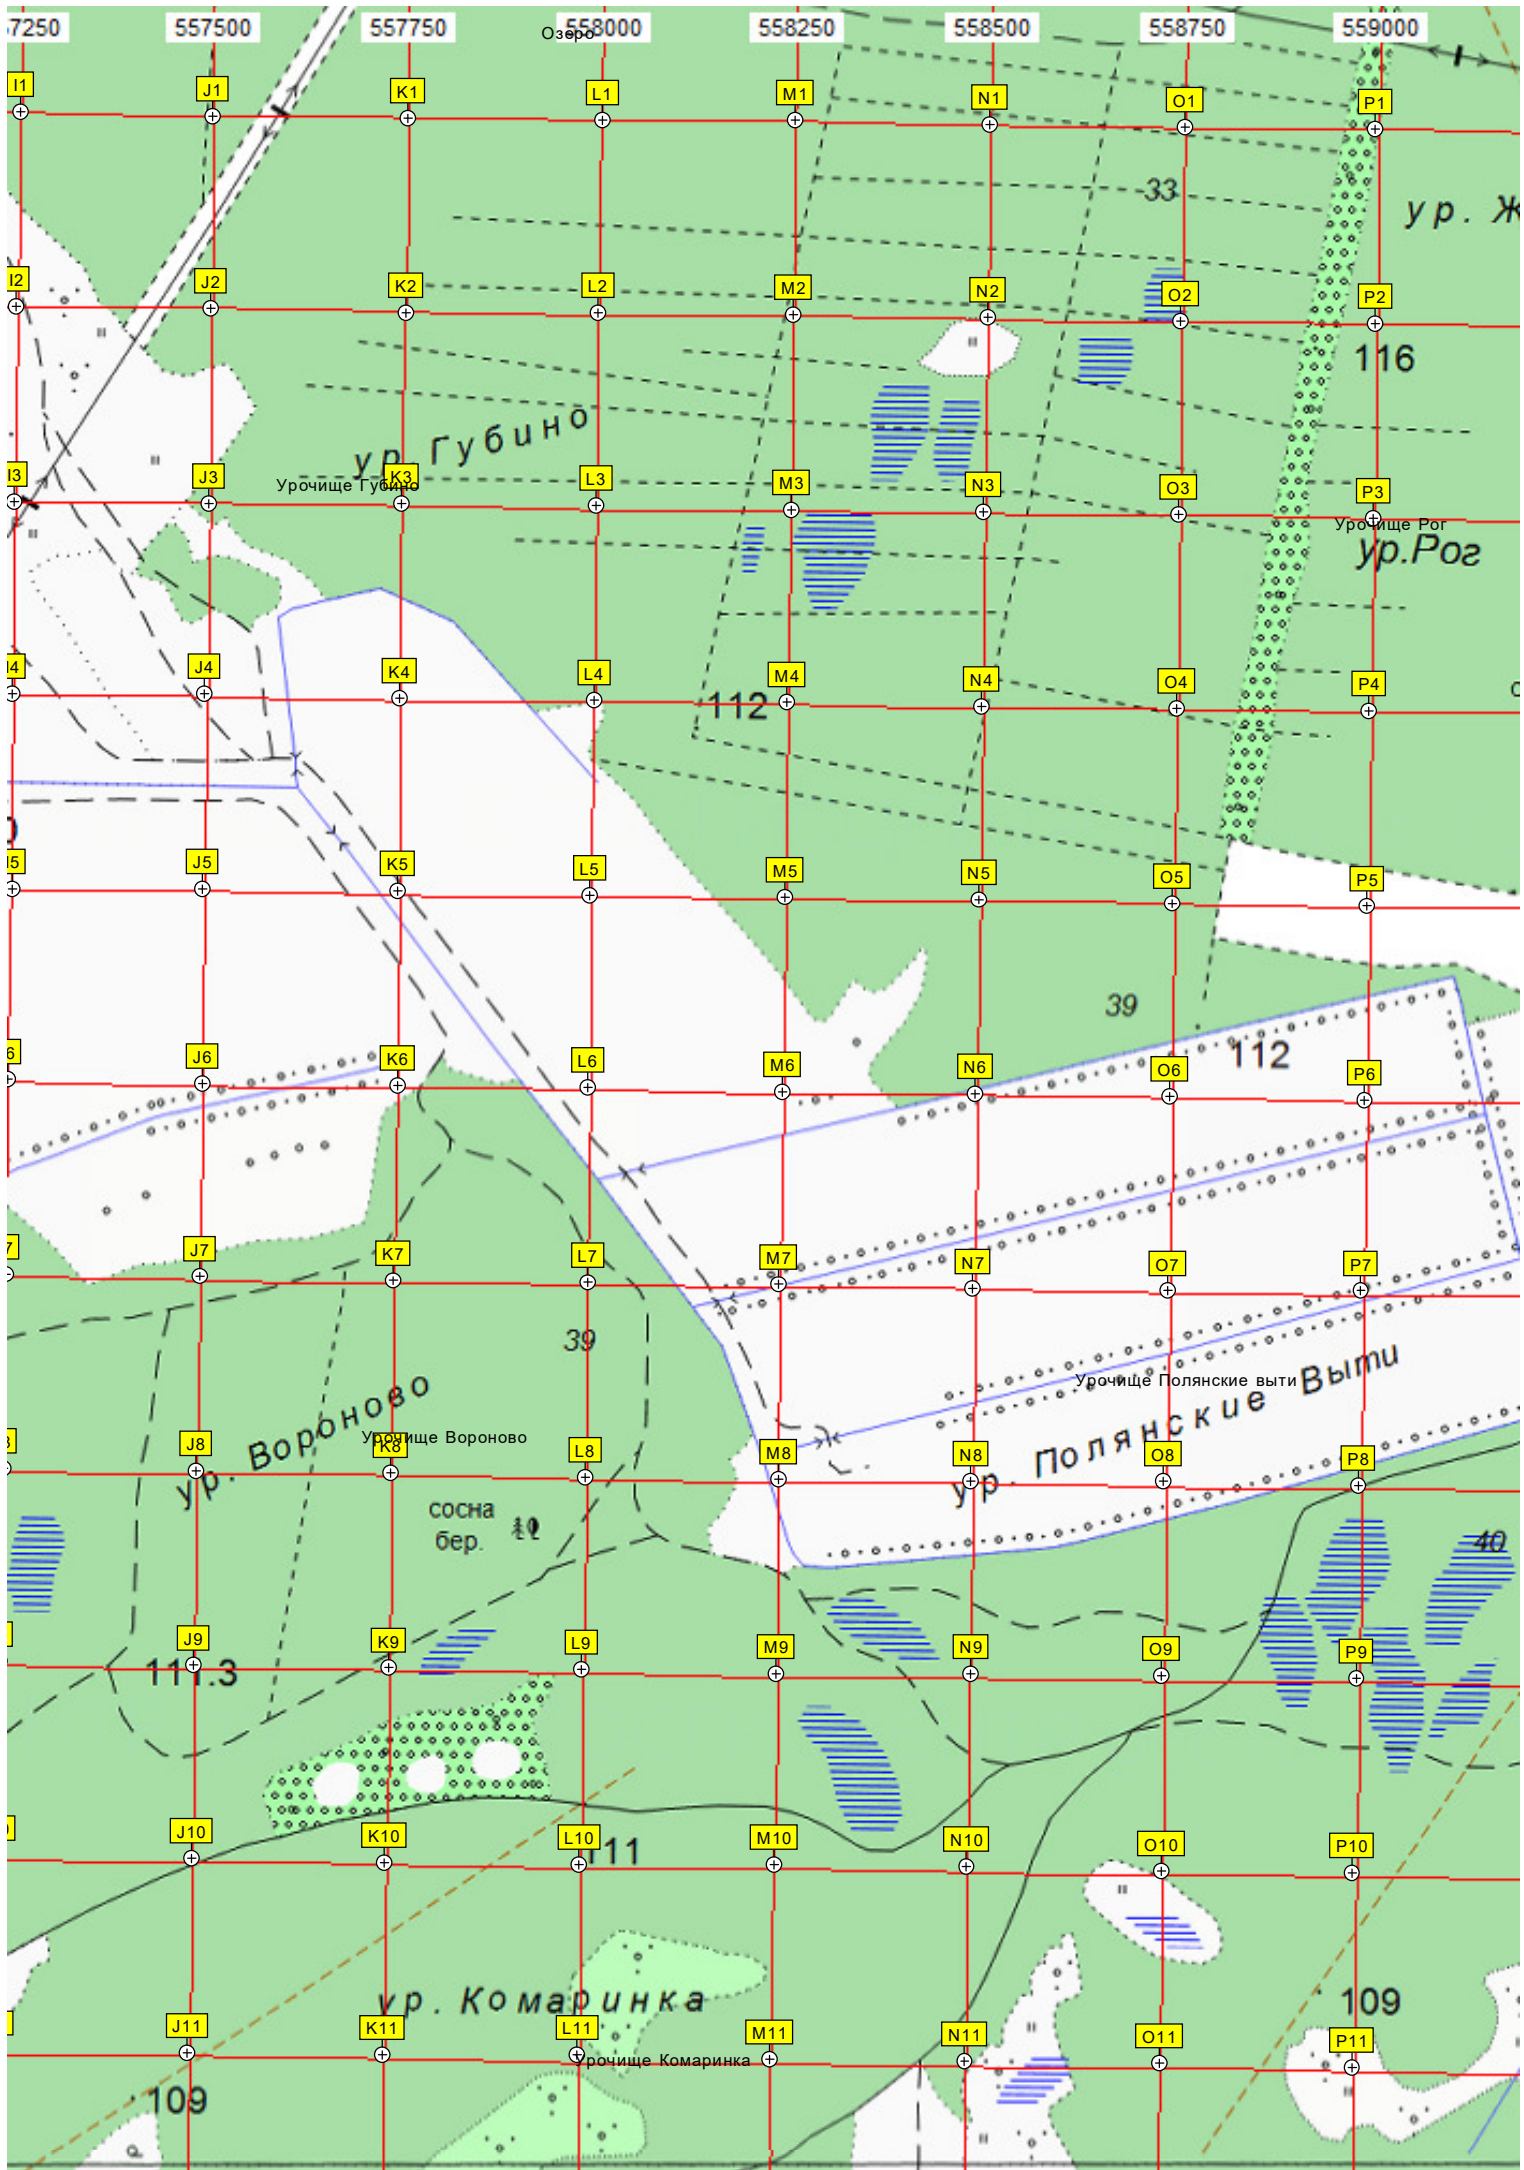 57250 557500 557750 558000 558250 558500 558750 559000
Озеро
I1 J1 K1 L1 M1 N1 O1 P1
33
ур. Ж
I2 J2 K2 L2 M2 N2 O2 P2
116
ур. Губино
I3 J3 K3 L3 M3 N3 O3 P3
Урочище Губино
Урочище Рог
ур.Рог
I4 J4 K4 L4 M4 N4 O4 P4
112
I5 J5 K5 L5 M5 N5 O5 P5
39
112
6 J6 K6 L6 M6 N6 O6 P6
7 J7 K7 L7 M7 N7 O7 P7
39
Урочище Полянские выти
ур. Полянские Выти
ур. Вороново
Урочище Вороново
J8 K8 L8 M8 N8 O8 P8
сосна
бер.
40
J9 K9 L9 M9 N9 O9 P9
111.3
J10 K10 L10 M10 N10 O10 P10
111
ур. Комаринка
109
J11 K11 L11 M11 N11 O11 P11
Урочище Комаринка
109